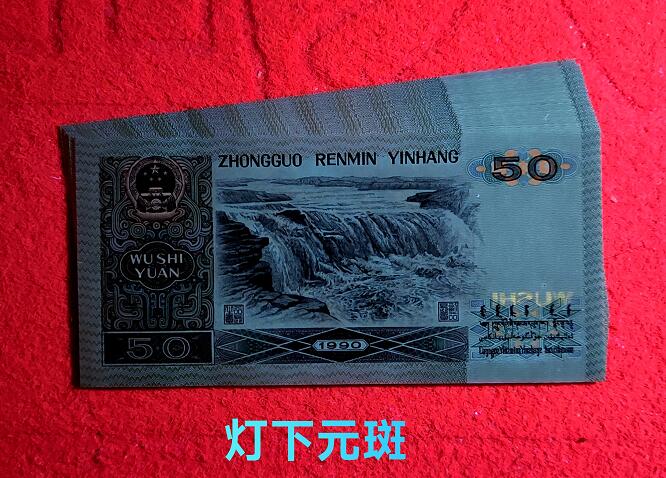 ZHONGGUO RENMIN YINHANG
50
WU SHI
YUAN
50
1990
灯下元斑